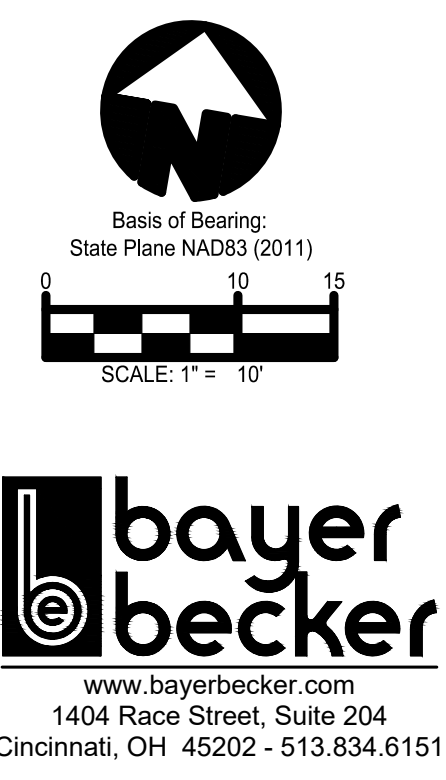 N
Basis of Bearing:
State Plane NAD83 (2011)
0 10 15
SCALE: 1" = 10'
be
bayer
becker
www.bayerbecker.com
1404 Race Street, Suite 204
Cincinnati, OH 45202 - 513.834.6151